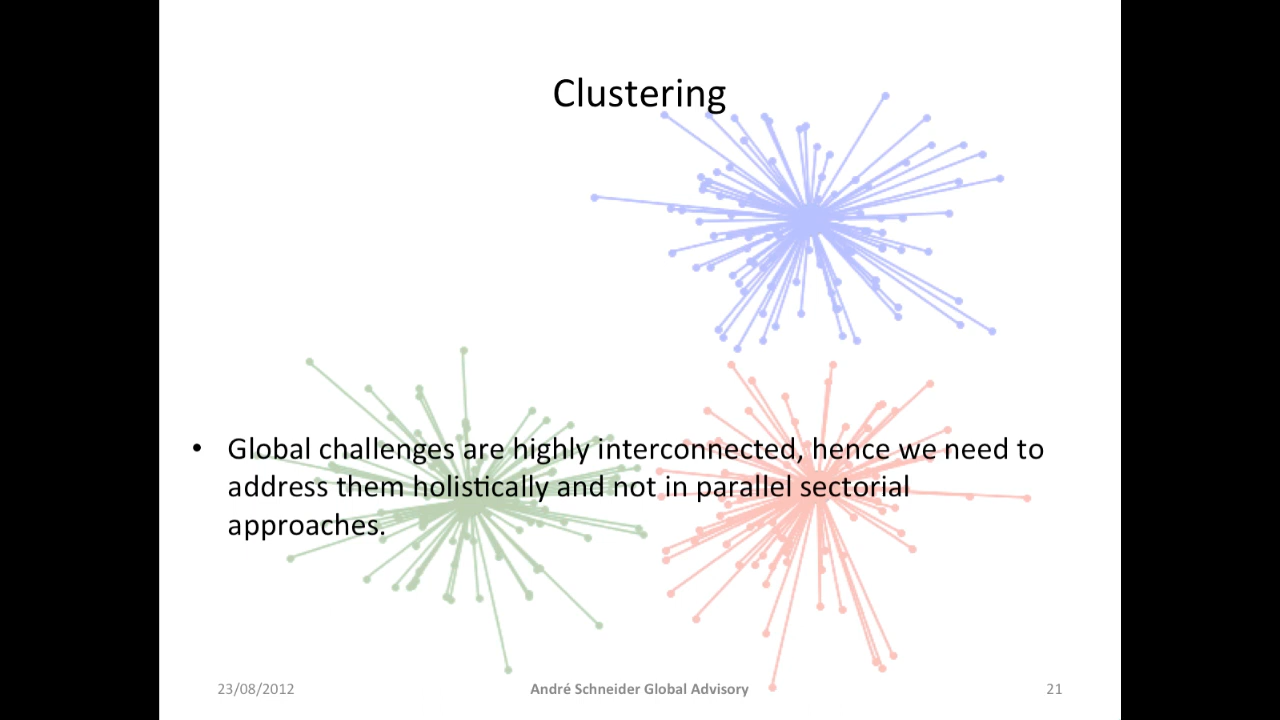 Clustering
• Global challenges are highly interconnected, hence we need to
address them holistically and not in parallel sectorial
approaches.
23/08/2012 André Schneider Global Advisory 21